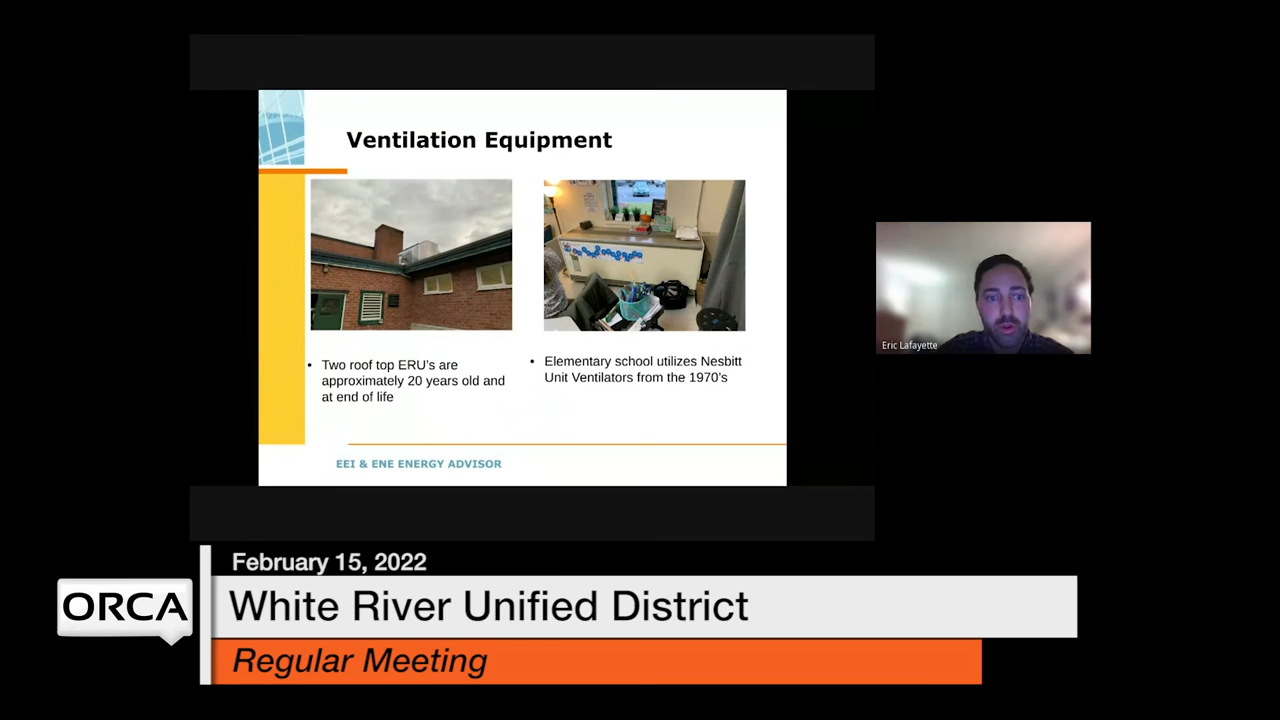 Ventilation Equipment
• Two roof top ERU's are
approximately 20 years old and
at end of life
• Elementary school utilizes Nesbitt
Unit Ventilators from the 1970's
EEI & ENE ENERGY ADVISOR
Eric Lafayette
February 15, 2022
ORCA
White River Unified District
Regular Meeting